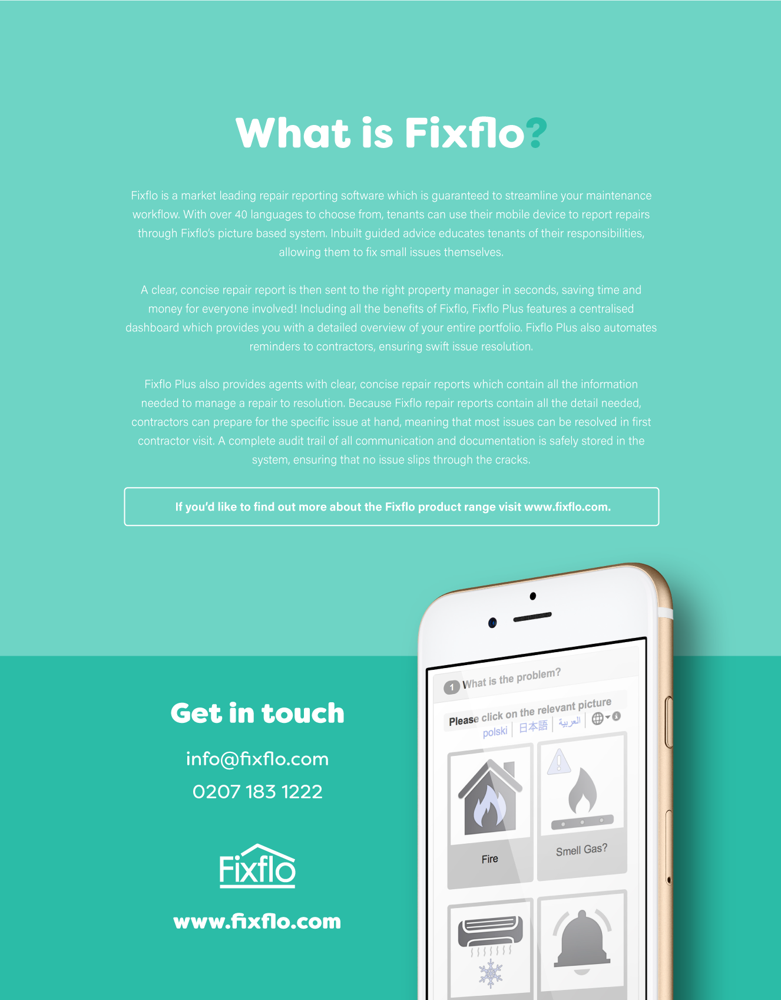 What is Fixflo?
Fixflo is a market leading repair reporting software which is guaranteed to streamline your maintenance
workflow. With over 40 languages to choose from, tenants can use their mobile device to report repairs
through Fixflo’s picture based system. Inbuilt guided advice educates tenants of their responsibilities,
allowing them to fix small issues themselves.
A clear, concise repair report is then sent to the right property manager in seconds, saving time and
money for everyone involved! Including all the benefits of Fixflo, Fixflo Plus features a centralised
dashboard which provides you with a detailed overview of your entire portfolio. Fixflo Plus also automates
reminders to contractors, ensuring swift issue resolution.
Fixflo Plus also provides agents with clear, concise repair reports which contain all the information
needed to manage a repair to resolution. Because Fixflo repair reports contain all the detail needed,
contractors can prepare for the specific issue at hand, meaning that most issues can be resolved in first
contractor visit. A complete audit trail of all communication and documentation is safely stored in the
system, ensuring that no issue slips through the cracks.
If you’d like to find out more about the Fixflo product range visit www.fixflo.com.
Get in touch
info@fixflo.com
0207 183 1222
Fixflo
www.fixflo.com
1 What is the problem?
Please click on the relevant picture
polski | 日本語 | العربية |
Fire
Smell Gas?